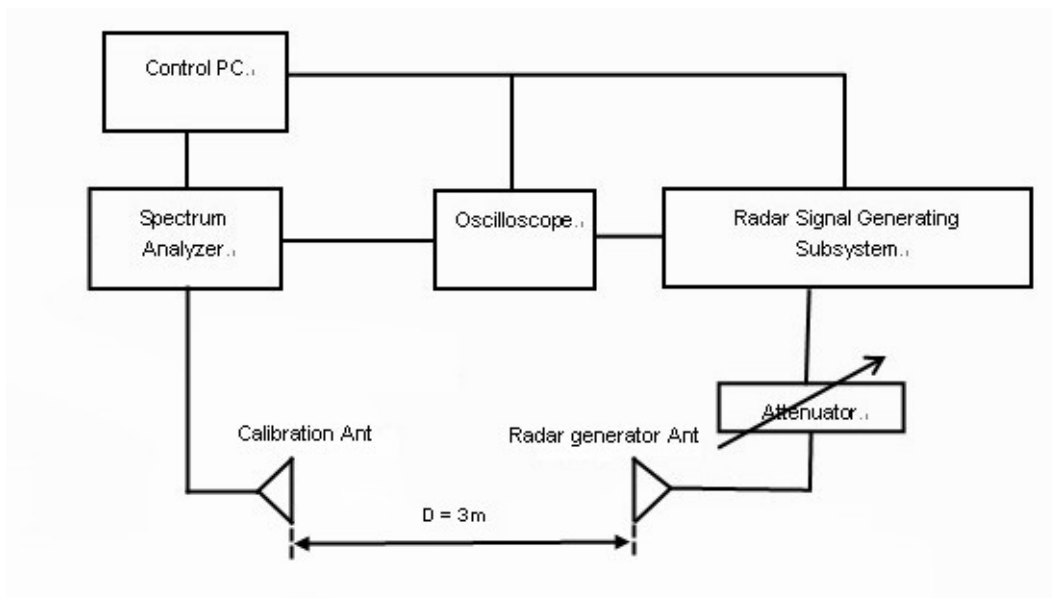 Control PC
Spectrum
Analyzer
Oscilloscope
Radar Signal Generating
Subsystem
Attenuator
Calibration Ant
Radar generator Ant
D = 3m